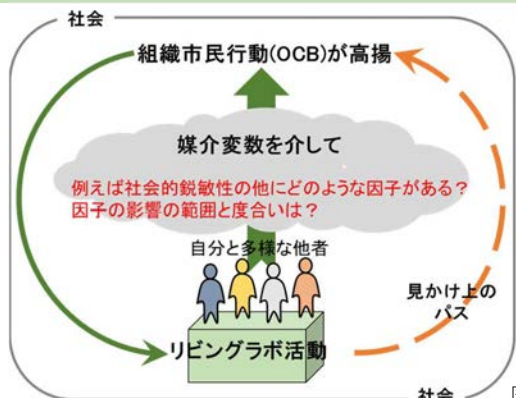 社会
組織市民行動(OCB)が高揚
媒介変数を介して
例えば社会的鋭敏性の他にどのような因子がある？
因子の影響の範囲と度合いは？
自分と多様な他者
見かけ上の
パス
リビングラボ活動
社会